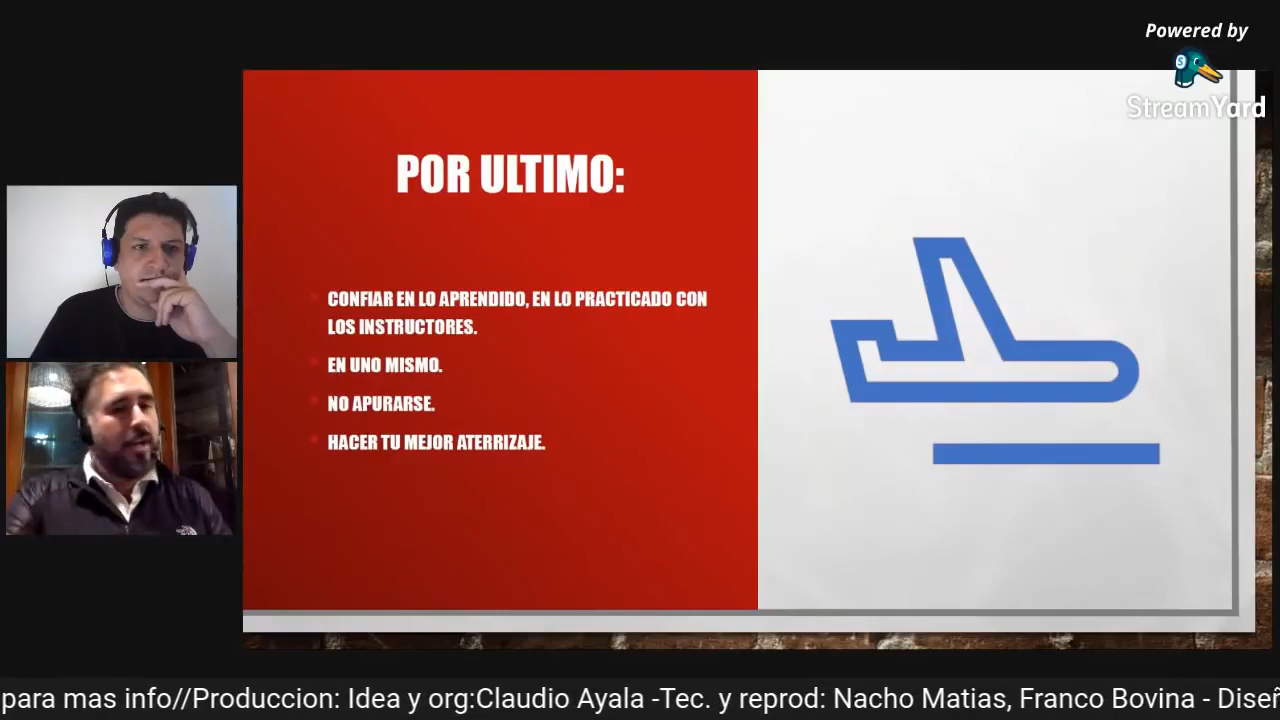 Powered by
StreamYard
POR ULTIMO:
CONFIAR EN LO APRENDIDO, EN LO PRACTICADO CON
LOS INSTRUCTORES.
EN UNO MISMO.
NO APURARSE.
HACER TU MEJOR ATERRIZAJE.
para mas info//Produccion: Idea y org:Claudio Ayala -Tec. y reprod: Nacho Matias, Franco Bovina - Diseñ